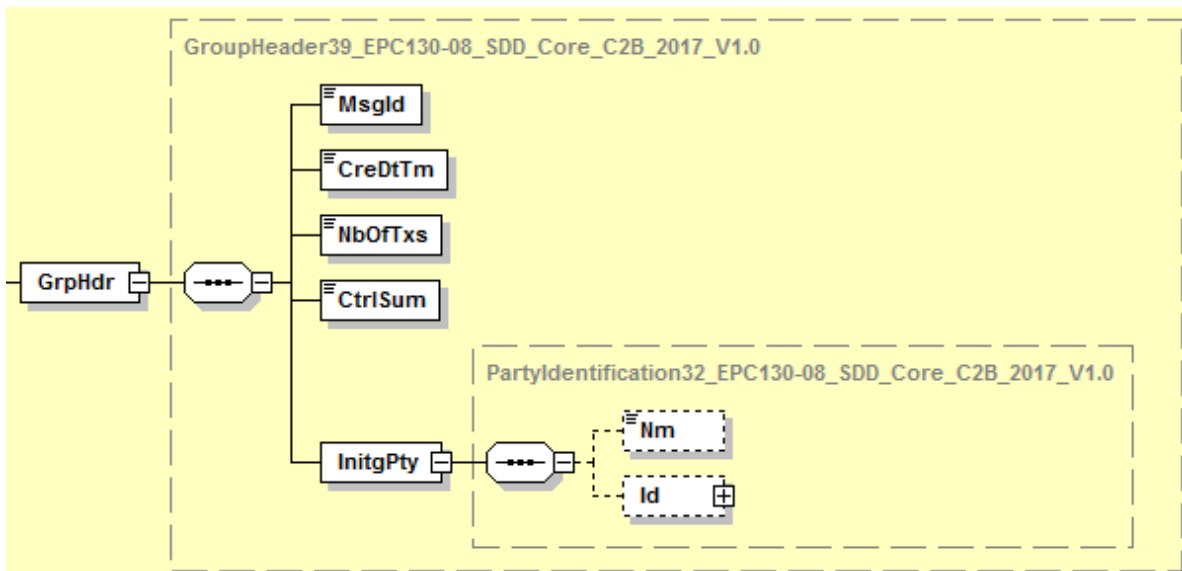 GroupHeader39_EPC130-08_SDD_Core_C2B_2017_V1.0
MsgId
CreDtTm
NbOfTxs
GrpHdr
CtrlSum
PartyIdentification32_EPC130-08_SDD_Core_C2B_2017_V1.0
Nm
InitgPty
Id